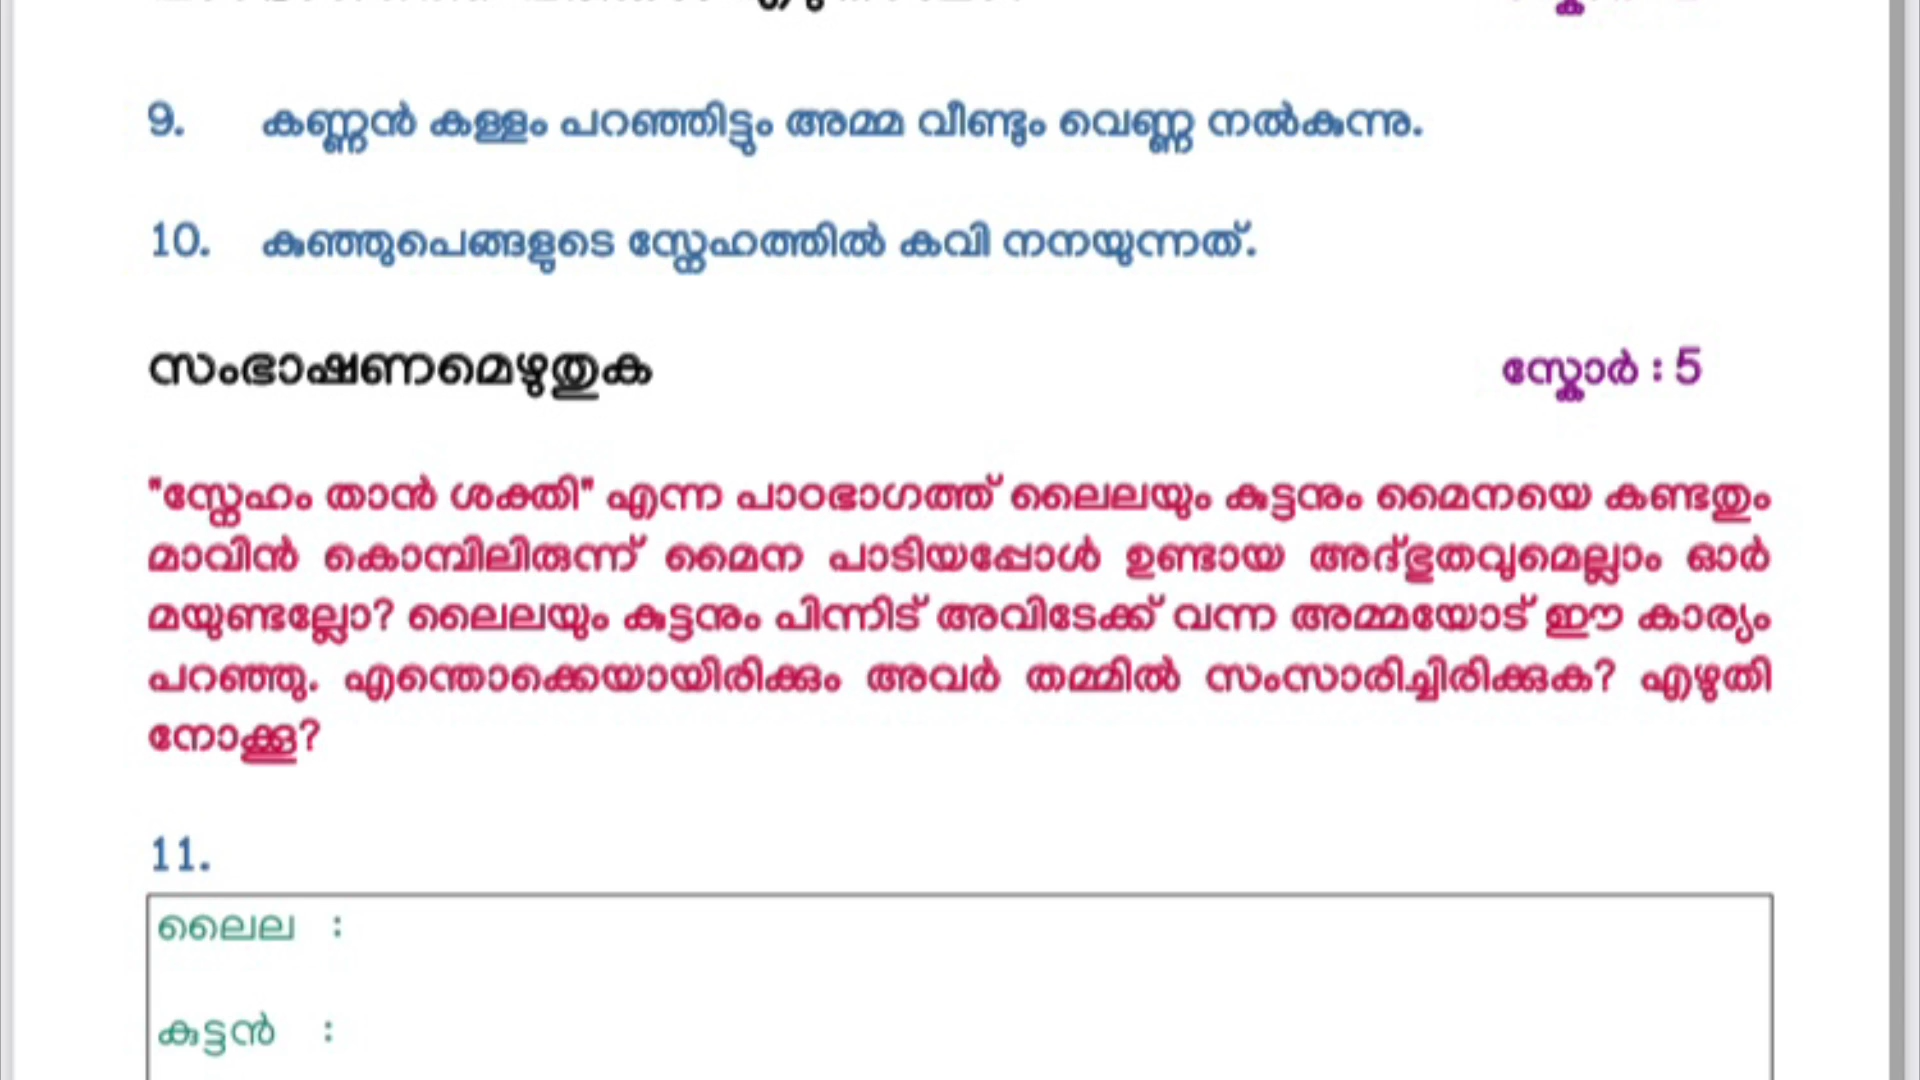 9. കണ്ണൻ കള്ളം പറഞ്ഞിട്ടും അമ്മ വീണ്ടും വെണ്ണ നൽകുന്നു.
10. കുഞ്ഞുപെങ്ങളുടെ സ്നേഹത്തിൽ കവി നനയുന്നത്.
സംഭാഷണമെഴുതുക സ്കോർ : 5
"സ്നേഹം താൻ ശക്തി" എന്ന പാഠഭാഗത്ത് ലൈലയും കുട്ടനും മൈനയെ കണ്ടതും
മാവിൻ കൊമ്പിലിരുന്ന് മൈന പാടിയപ്പോൾ ഉണ്ടായ അദ്ഭുതവുമെല്ലാം ഓർ
മയുണ്ടല്ലോ? ലൈലയും കുട്ടനും പിന്നിട് അവിടേക്ക് വന്ന അമ്മയോട് ഈ കാര്യം
പറഞ്ഞു. എന്തൊക്കെയായിരിക്കും അവർ തമ്മിൽ സംസാരിച്ചിരിക്കുക? എഴുതി
നോക്കൂ?
11.
ലൈല :
കുട്ടൻ :